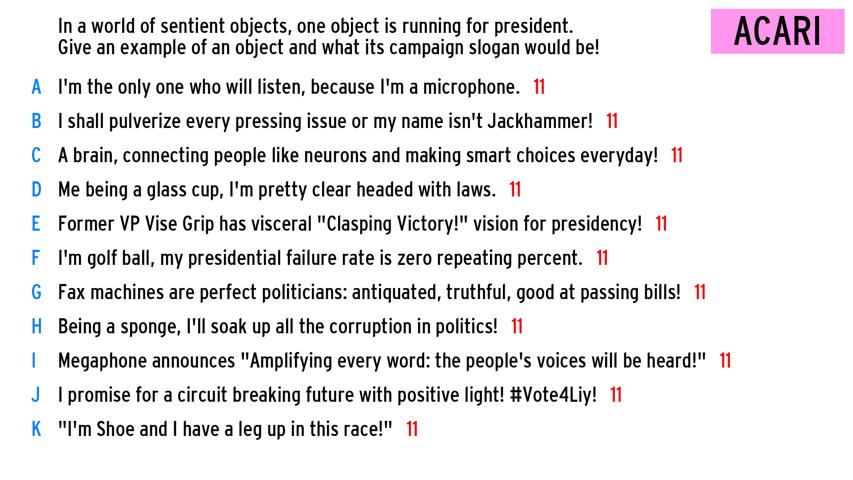 In a world of sentient objects, one object is running for president.
Give an example of an object and what its campaign slogan would be!
ACARI
A I'm the only one who will listen, because I'm a microphone. 11
B I shall pulverize every pressing issue or my name isn't Jackhammer! 11
C A brain, connecting people like neurons and making smart choices everyday! 11
D Me being a glass cup, I'm pretty clear headed with laws. 11
E Former VP Vise Grip has visceral "Clasping Victory!" vision for presidency! 11
F I'm golf ball, my presidential failure rate is zero repeating percent. 11
G Fax machines are perfect politicians: antiquated, truthful, good at passing bills! 11
H Being a sponge, I'll soak up all the corruption in politics! 11
I Megaphone announces "Amplifying every word: the people's voices will be heard!" 11
J I promise for a circuit breaking future with positive light! #Vote4Liy! 11
K "I'm Shoe and I have a leg up in this race!" 11